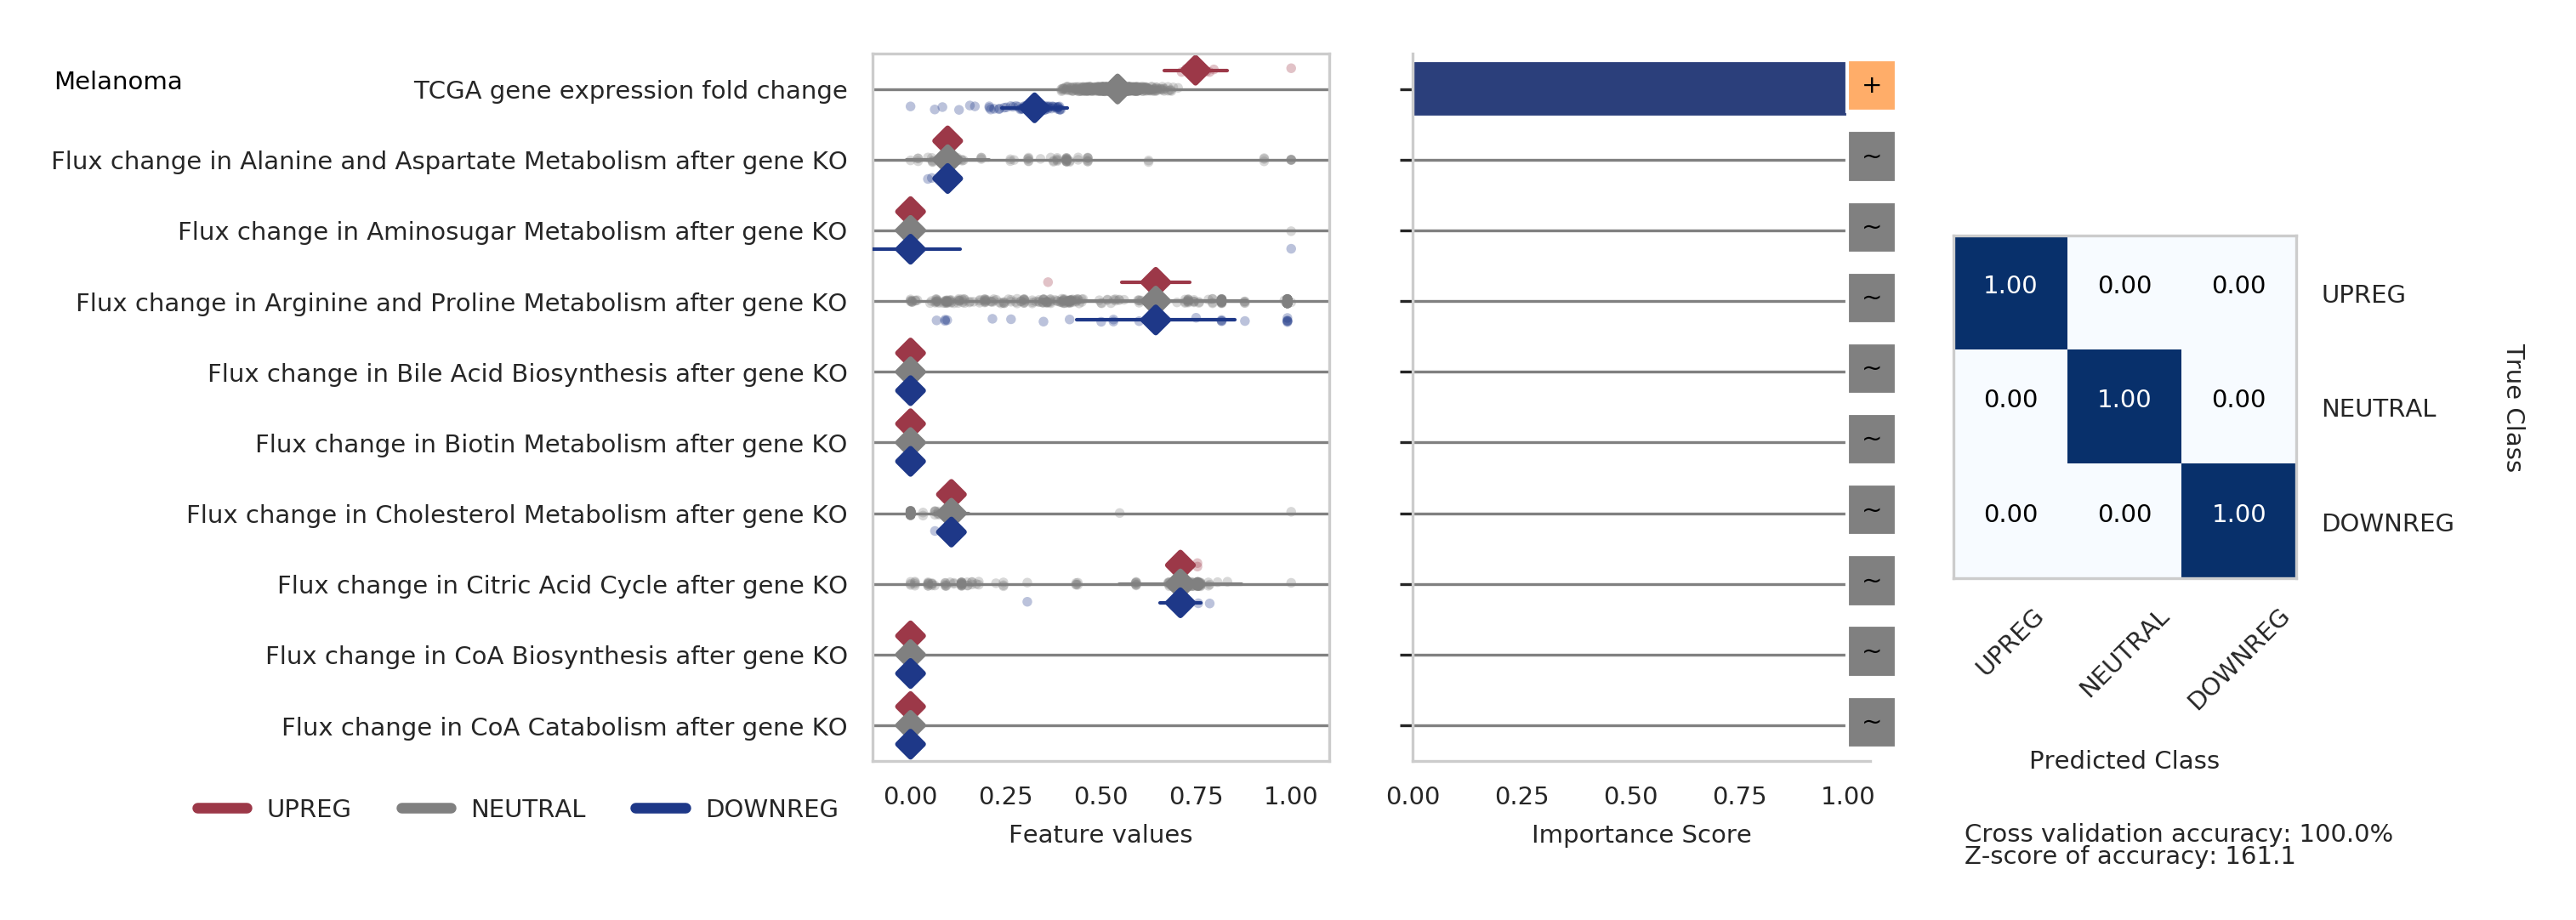 Melanoma
TCGA gene expression fold change
Flux change in Alanine and Aspartate Metabolism after gene KO
Flux change in Aminosugar Metabolism after gene KO
Flux change in Arginine and Proline Metabolism after gene KO
Flux change in Bile Acid Biosynthesis after gene KO
Flux change in Biotin Metabolism after gene KO
Flux change in Cholesterol Metabolism after gene KO
Flux change in Citric Acid Cycle after gene KO
Flux change in CoA Biosynthesis after gene KO
Flux change in CoA Catabolism after gene KO
UPREG NEUTRAL DOWNREG
0.00 0.25 0.50 0.75 1.00
Feature values
+
~
~
~
~
~
~
~
~
~
0.00 0.25 0.50 0.75 1.00
Importance Score
1.00 0.00 0.00 UPREG
0.00 1.00 0.00 NEUTRAL
0.00 0.00 1.00 DOWNREG
True Class
UPREG NEUTRAL DOWNREG
Predicted Class
Cross validation accuracy: 100.0%
Z-score of accuracy: 161.1